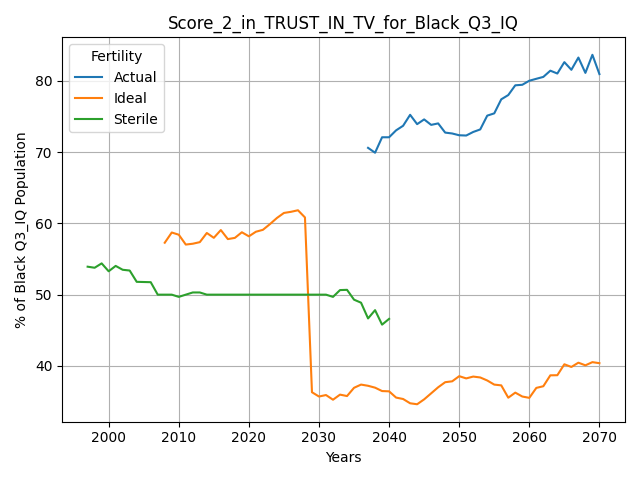 Score_2_in_TRUST_IN_TV_for_Black_Q3_IQ
Fertility
Actual
Ideal
Sterile
% of Black Q3_IQ Population
80
70
60
50
40
2000 2010 2020 2030 2040 2050 2060 2070
Years